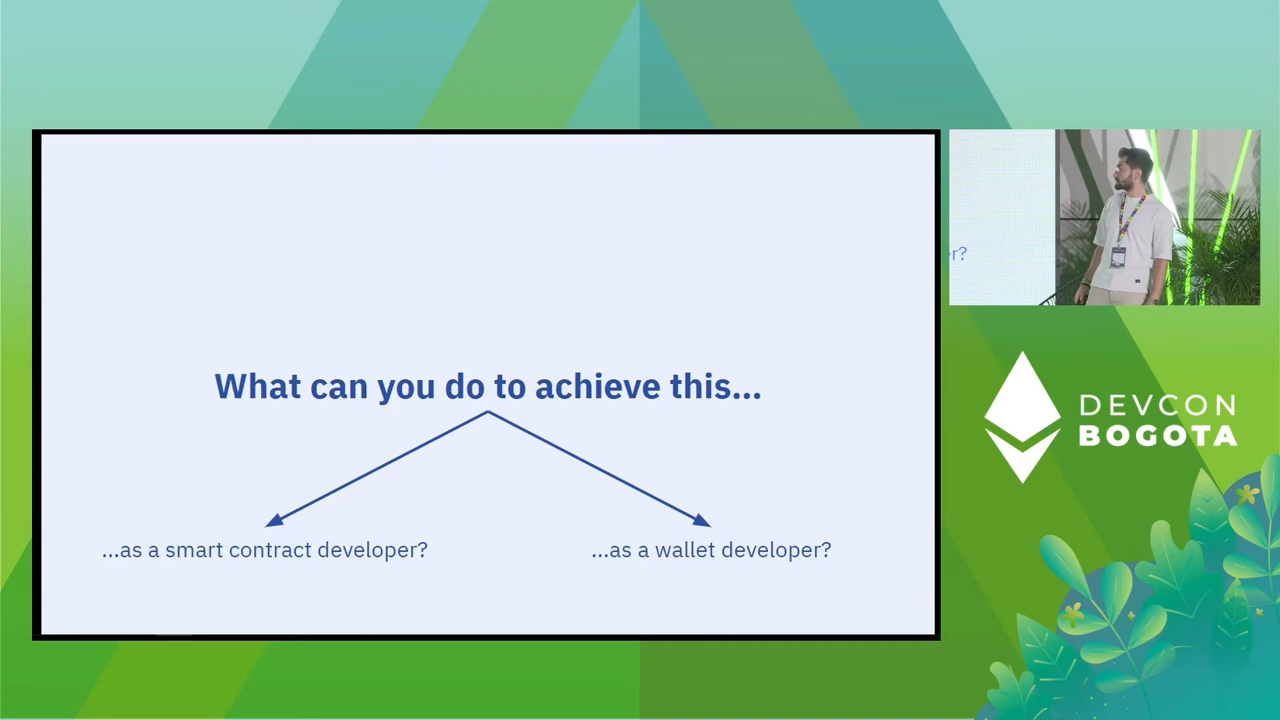 What can you do to achieve this...
...as a smart contract developer?
...as a wallet developer?
r?
DEVCON
BOGOTA